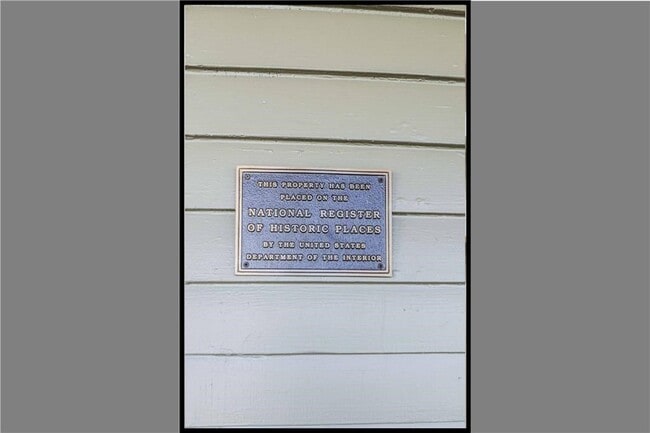 THIS PROPERTY HAS BEEN
PLACED ON THE
NATIONAL REGISTER
OF HISTORIC PLACES
BY THE UNITED STATES
DEPARTMENT OF THE INTERIOR